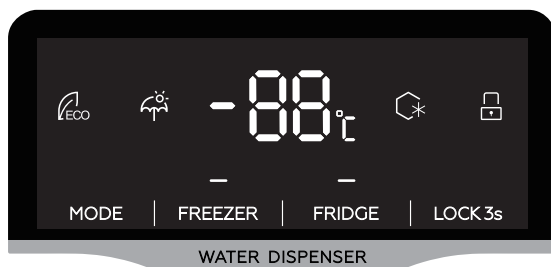 ECO -88°C
MODE FREEZER FRIDGE LOCK 3s
WATER DISPENSER